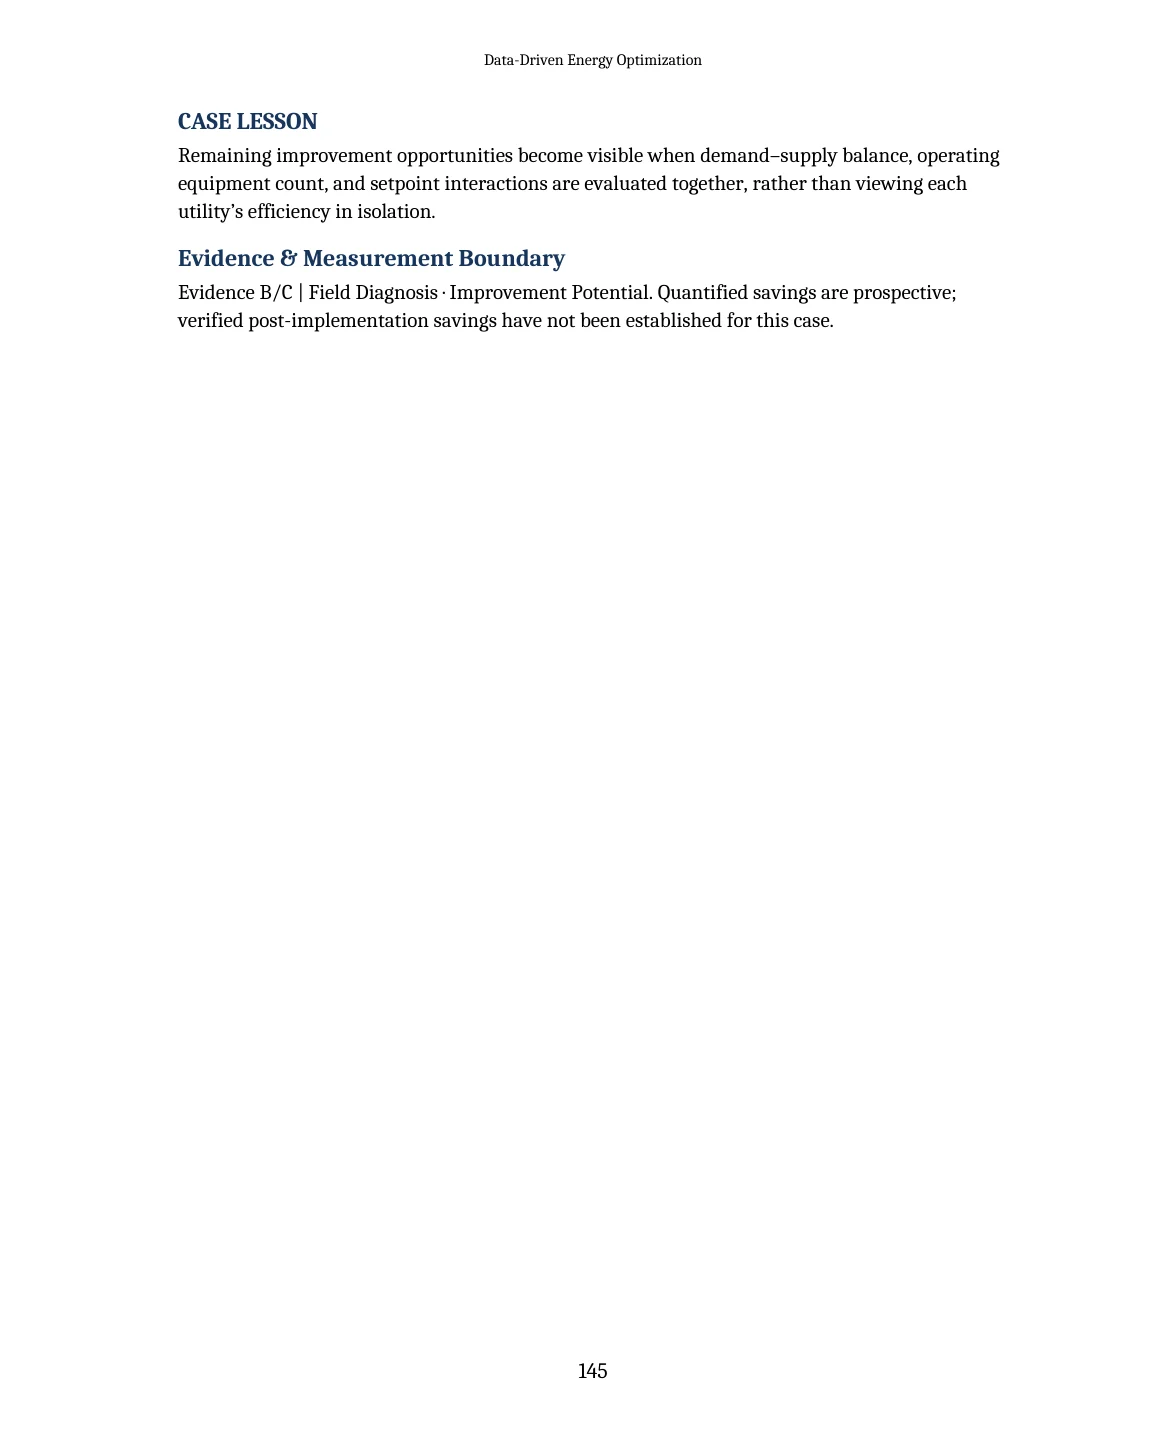 Data-Driven Energy Optimization
CASE LESSON
Remaining improvement opportunities become visible when demand–supply balance, operating
equipment count, and setpoint interactions are evaluated together, rather than viewing each
utility’s efficiency in isolation.
Evidence & Measurement Boundary
Evidence B/C | Field Diagnosis · Improvement Potential. Quantified savings are prospective;
verified post-implementation savings have not been established for this case.
145